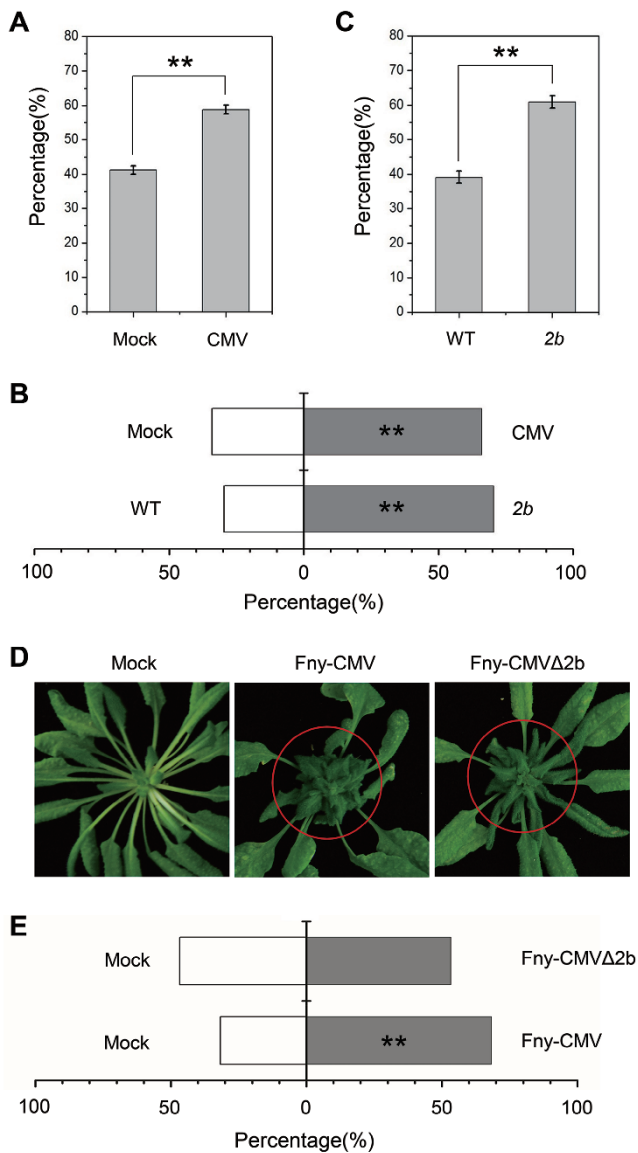 A
Percentage(%)
80
70
60
50
40
30
20
10
0
**
Mock CMV
C
Percentage(%)
80
70
60
50
40
30
20
10
0
**
WT 2b
B
Mock ** CMV
WT ** 2b
100 50 0 50 100
Percentage(%)
D
Mock Fny-CMV Fny-CMVΔ2b
E
Mock Fny-CMVΔ2b
Mock ** Fny-CMV
100 50 0 50 100
Percentage(%)